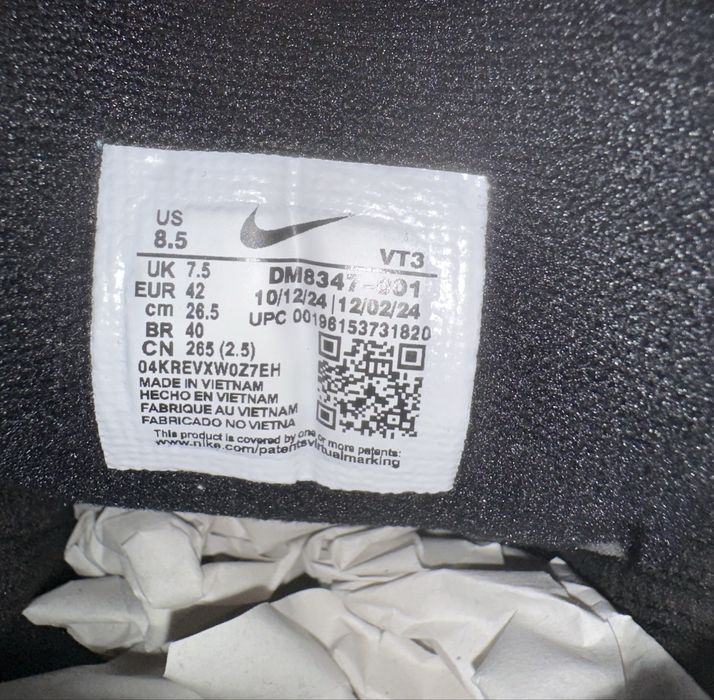 US
8.5
VT3
UK 7.5
EUR 42
cm 26.5
BR 40
CN 265 (2.5)
DM8347-001
10/12/24 | 12/02/24
UPC 00196153731820
04KREVXW0Z7EH
MADE IN VIETNAM
HECHO EN VIETNAM
FABRIQUE AU VIETNAM
FABRICADO NO VIETNA
This product is covered by one or more patents:
www.nike.com/patentsvirtualmarking